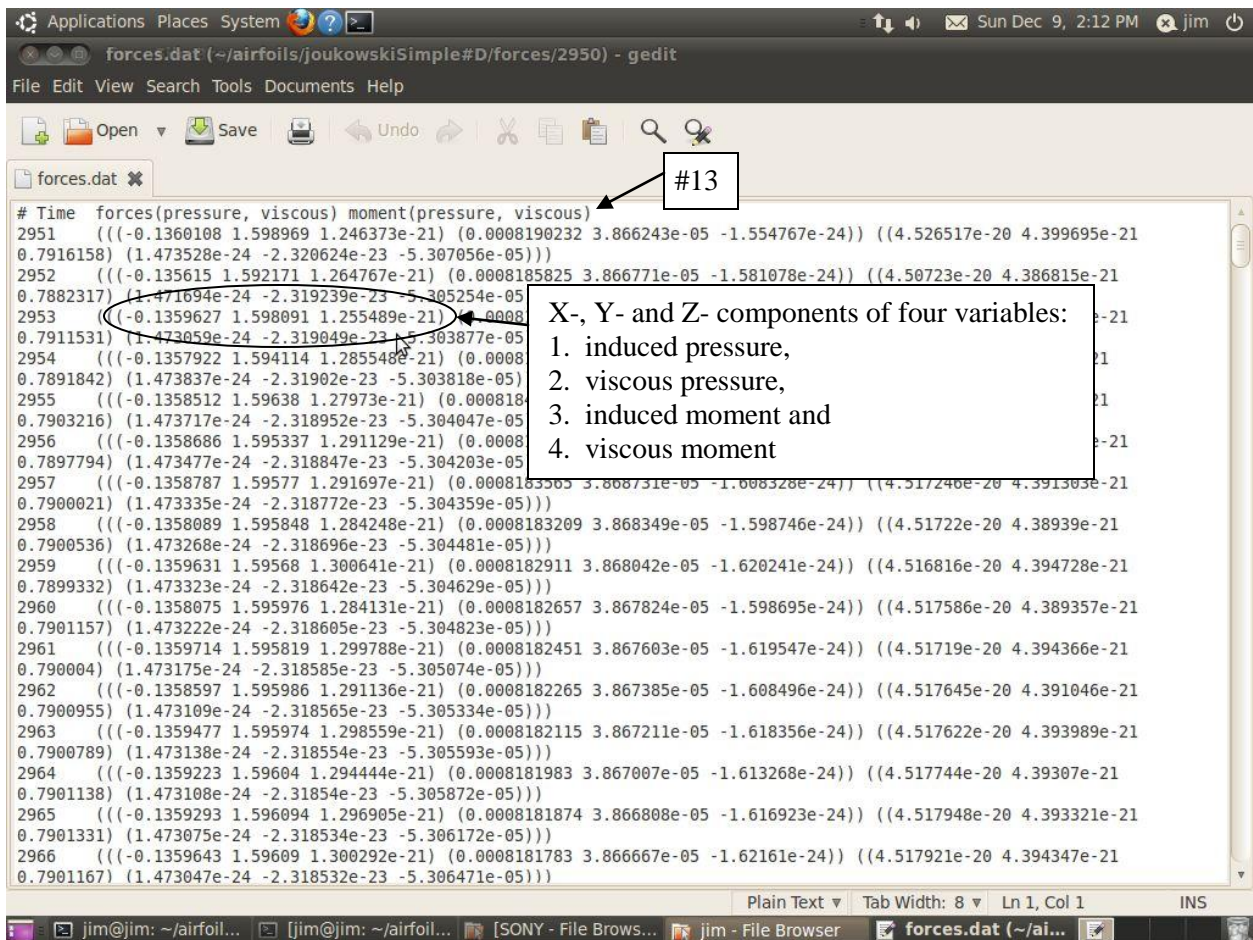 Applications Places System Sun Dec 9, 2:12 PM jim
forces.dat (~/airfoils/joukowskiSimple#D/forces/2950) - gedit
File Edit View Search Tools Documents Help
Open Save Undo
forces.dat
#13
# Time forces(pressure, viscous) moment(pressure, viscous)
2951 (((-0.1360108 1.598969 1.246373e-21) (0.0008190232 3.866243e-05 -1.554767e-24)) ((4.526517e-20 4.399695e-21
0.7916158) (1.474624e-24 -2.320624e-23 -5.307056e-05)))
2952 (((-0.135615 1.592171 1.264767e-21) (0.0008185825 3.866771e-05 -1.581078e-24)) ((4.50723e-20 4.386815e-21
0.7882317) (1.471694e-24 -2.319239e-23 -5.305254e-05
2953 (((-0.1359627 1.598091 1.255489e-21) (0.0008 e-21
0.7911531) (1.473059e-24 -2.319049e-23 -5.303877e-05
2954 (((-0.1357922 1.594114 1.285548e-21) (0.0008 21
0.7891842) (1.473837e-24 -2.31902e-23 -5.303818e-05)
2955 (((-0.1358512 1.59638 1.27973e-21) (0.000818 21
0.7903216) (1.473717e-24 -2.318952e-23 -5.304047e-05
2956 (((-0.1358686 1.595337 1.291129e-21) (0.0008 e-21
0.7897794) (1.473477e-24 -2.318847e-23 -5.304203e-05
X-, Y- and Z- components of four variables:
1. induced pressure,
2. viscous pressure,
3. induced moment and
4. viscous moment
2957 (((-0.1358787 1.59577 1.291697e-21) (0.0008183565 3.868731e-05 -1.608328e-24)) ((4.517246e-20 4.391303e-21
0.7900021) (1.473335e-24 -2.318772e-23 -5.304359e-05)))
2958 (((-0.1358089 1.595848 1.284248e-21) (0.0008183209 3.868349e-05 -1.598746e-24)) ((4.51722e-20 4.38939e-21
0.7900536) (1.473268e-24 -2.318696e-23 -5.304481e-05)))
2959 (((-0.1359631 1.59568 1.300641e-21) (0.0008182911 3.868042e-05 -1.620241e-24)) ((4.516816e-20 4.394728e-21
0.7899332) (1.473323e-24 -2.318642e-23 -5.304629e-05)))
2960 (((-0.1358075 1.595976 1.284131e-21) (0.0008182657 3.867824e-05 -1.598695e-24)) ((4.517586e-20 4.389357e-21
0.7901157) (1.473222e-24 -2.318605e-23 -5.304823e-05)))
2961 (((-0.1359714 1.595819 1.299788e-21) (0.0008182451 3.867603e-05 -1.619547e-24)) ((4.51719e-20 4.394366e-21
0.790004) (1.473175e-24 -2.318585e-23 -5.305074e-05)))
2962 (((-0.1358597 1.595986 1.291136e-21) (0.0008182265 3.867385e-05 -1.608496e-24)) ((4.517645e-20 4.391046e-21
0.7900955) (1.473109e-24 -2.318565e-23 -5.305334e-05)))
2963 (((-0.1359477 1.595974 1.298559e-21) (0.0008182115 3.867211e-05 -1.618356e-24)) ((4.517622e-20 4.393989e-21
0.7900789) (1.473138e-24 -2.318554e-23 -5.305593e-05)))
2964 (((-0.1359223 1.59604 1.294444e-21) (0.0008181983 3.867007e-05 -1.613268e-24)) ((4.517744e-20 4.39307e-21
0.7901138) (1.473108e-24 -2.31854e-23 -5.305872e-05)))
2965 (((-0.1359293 1.596094 1.296905e-21) (0.0008181874 3.866808e-05 -1.616923e-24)) ((4.517948e-20 4.393321e-21
0.7901331) (1.473075e-24 -2.318534e-23 -5.306172e-05)))
2966 (((-0.1359643 1.59609 1.300292e-21) (0.0008181783 3.866667e-05 -1.62161e-24)) ((4.517921e-20 4.394347e-21
0.7901167) (1.473047e-24 -2.318532e-23 -5.306471e-05)))
Plain Text Tab Width: 8 Ln 1, Col 1 INS
jim@jim: ~/airfoil... [jim@jim: ~/airfoil... [SONY - File Brows... jim - File Browser forces.dat (~/ai...